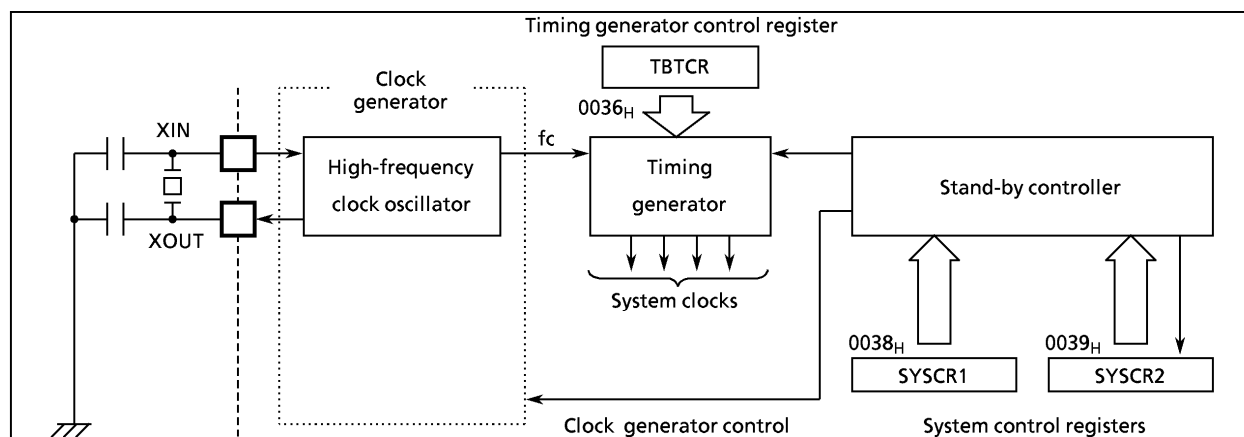 Timing generator control register
TBTCR
Clock
generator
0036H
XIN
fc
High-frequency
clock oscillator
Timing
generator
Stand-by controller
XOUT
System clocks
0038H
0039H
SYSCR1
SYSCR2
Clock generator control
System control registers